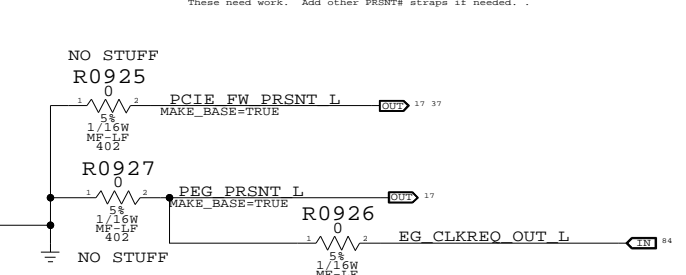 These need work. Add other PRSNT# straps if needed. .
NO STUFF
R0925
0
1 2
PCIE_FW_PRSNT_L
OUT 17 37
MAKE_BASE=TRUE
5%
1/16W
MF-LF
402
R0927
0
1 2
PEG_PRSNT_L
OUT 17
MAKE_BASE=TRUE
5%
1/16W
MF-LF
402
NO STUFF
R0926
0
1 2
EG_CLKREQ_OUT_L
IN 84
5%
1/16W
MF-LF